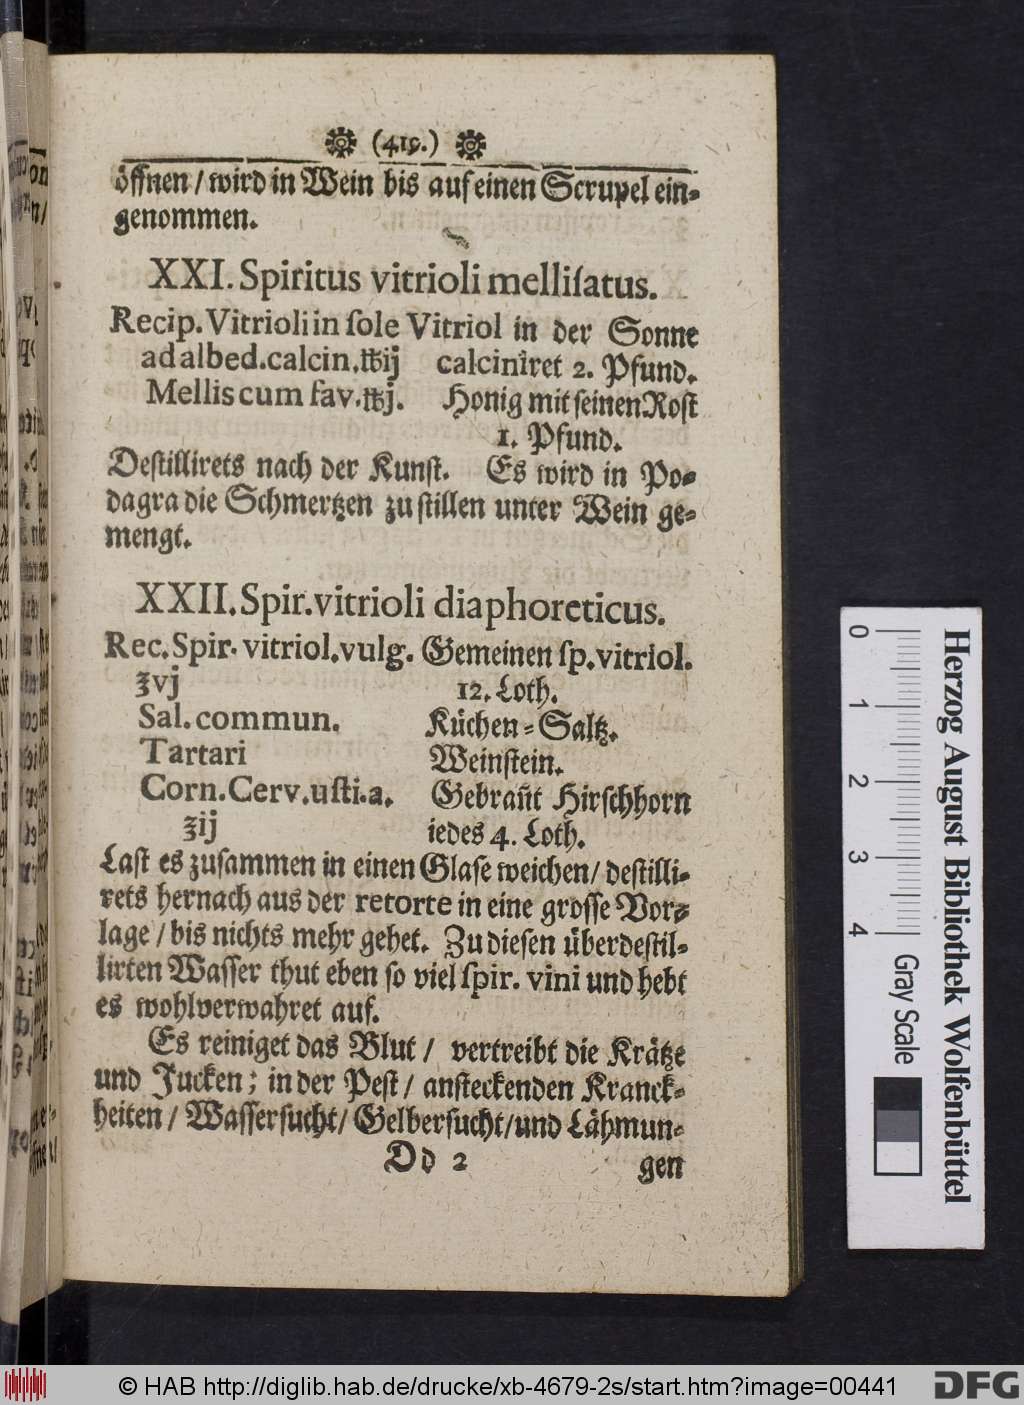 (419.)
öffnen / wird in Wein bis auf einen Scrupel ein-
genommen.
XXI. Spiritus vitrioli mellisatus.
Recip. Vitrioli in sole Vitriol in der Sonne
ad albed. calcin. ℔ij calciniret 2. Pfund.
Mellis cum fav. ℔j. Honig mit seinen Rost
1. Pfund.
Destillirets nach der Kunst. Es wird in Po-
dagra die Schmertzen zu stillen unter Wein ge-
mengt.
XXII. Spir. vitrioli diaphoreticus.
Rec. Spir. vitriol. vulg. Gemeinen sp. vitriol.
℥vj 12. Loth.
Sal. commun. Küchen-Saltz.
Tartari Weinstein.
Corn. Cerv. usti. a. Gebrañt Hirschhorn
℥ij iedes 4. Loth.
Last es zusammen in einen Glase weichen / destilli-
rets hernach aus der retorte in eine grosse Vor-
lage / bis nichts mehr gehet. Zu diesen überdestil-
lirten Wasser thut eben so viel spir. vini und hebt
es wohlverwahret auf.
Es reiniget das Blut / vertreibt die Krätze
und Jucken; in der Pest / ansteckenden Kranck-
heiten / Wassersucht / Gelbersucht / und Lähmun-
Dd 2 gen
0 1 2 3 4
Herzog August Bibliothek Wolfenbüttel
Gray Scale
© HAB http://diglib.hab.de/drucke/xb-4679-2s/start.htm?image=00441
DFG